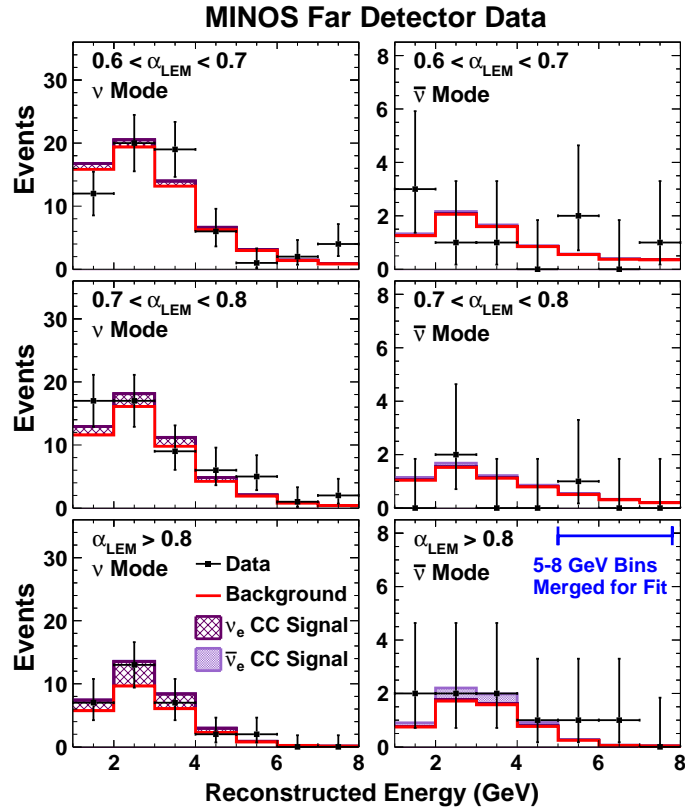 MINOS Far Detector Data
0.6 < α_LEM < 0.7
ν Mode
0.6 < α_LEM < 0.7
ν̅ Mode
Events
30
20
10
0
8
6
4
2
0
0.7 < α_LEM < 0.8
ν Mode
0.7 < α_LEM < 0.8
ν̅ Mode
Events
30
20
10
0
8
6
4
2
0
α_LEM > 0.8
ν Mode
Data
Background
ν_e CC Signal
ν̅_e CC Signal
α_LEM > 0.8
ν̅ Mode
5-8 GeV Bins
Merged for Fit
Events
30
20
10
0
8
6
4
2
0
2 4 6 8
2 4 6 8
Reconstructed Energy (GeV)